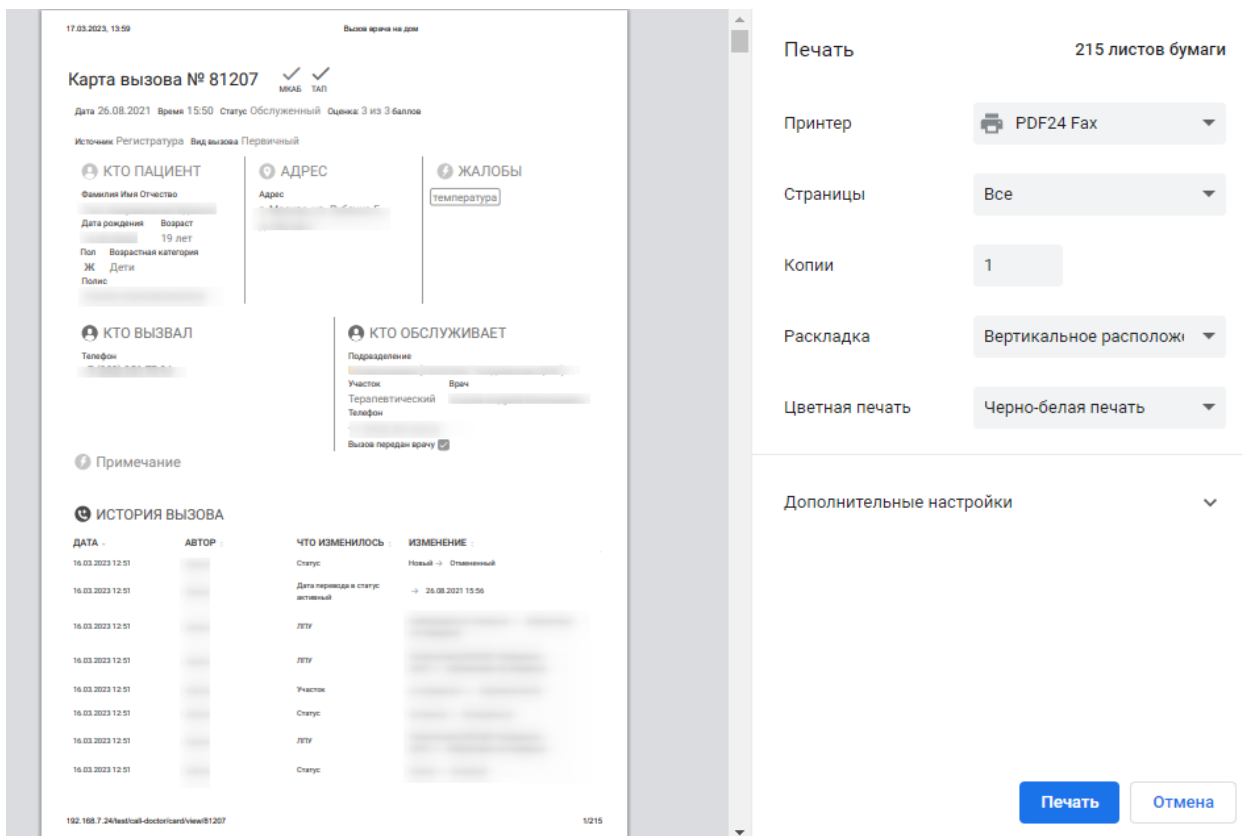 17.03.2023, 13:59 Вызов врача на дом
Карта вызова № 81207 МКАБ ТАП
Дата 26.08.2021 Время 15:50 Статус Обслуженный Оценка: 3 из 3 баллов
Источник Регистратура Вид вызова Первичный
КТО ПАЦИЕНТ
Фамилия Имя Отчество
Дата рождения Возраст
19 лет
Пол Возрастная категория
Ж Дети
Полис
АДРЕС
Адрес
ЖАЛОБЫ
температура
КТО ВЫЗВАЛ
Телефон
КТО ОБСЛУЖИВАЕТ
Подразделение
Участок Врач
Терапевтический
Телефон
Вызов передан врачу
Примечание
ИСТОРИЯ ВЫЗОВА
ДАТА АВТОР ЧТО ИЗМЕНИЛОСЬ ИЗМЕНЕНИЕ
16.03.2023 12:51 Статус Новый → Отмененный
16.03.2023 12:51 Дата перевода в статус активный → 26.08.2021 15:56
16.03.2023 12:51 ЛПУ
16.03.2023 12:51 ЛПУ
16.03.2023 12:51 Участок
16.03.2023 12:51 Статус
16.03.2023 12:51 ЛПУ
16.03.2023 12:51 Статус
192.168.7.24/test/call-doctor/card/view/81207 1/215
Печать 215 листов бумаги
Принтер PDF24 Fax
Страницы Все
Копии 1
Раскладка Вертикальное располож
Цветная печать Черно-белая печать
Дополнительные настройки
Печать Отмена